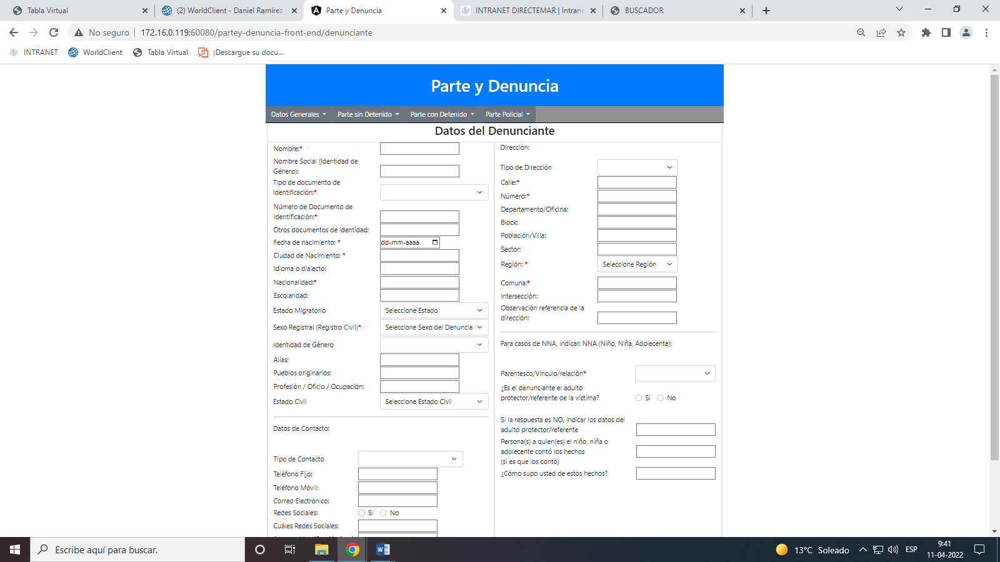 Tabla Virtual
(2) WorldClient - Daniel Ramírez
Parte y Denuncia
INTRANET DIRECTEMAR | Intrane
BUSCADOR
No seguro
172.16.0.119:60080/partey-denuncia-front-end/denunciante
INTRANET
WorldClient
Tabla Virtual
¡Descargue su docu...
Parte y Denuncia
Datos Generales
Parte sin Detenido
Parte con Detenido
Parte Policial
Datos del Denunciante
Nombre:*
Nombre Social (Identidad de
Género):
Tipo de documento de
Identificación:*
Número de Documento de
Identificación:*
Otros documentos de identidad:
Fecha de nacimiento: *
dd-mm-aaaa
Ciudad de Nacimiento: *
Idioma o dialecto:
Nacionalidad:*
Escolaridad:
Estado Migratorio
Seleccione Estado
Sexo Registral (Registro Civil)*
Seleccione Sexo del Denuncia
Identidad de Género
Alias:
Pueblos originarios:
Profesión / Oficio / Ocupación:
Estado Civil
Seleccione Estado Civil
Datos de Contacto:
Tipo de Contacto
Teléfono Fijo:
Teléfono Móvil:
Correo Electrónico:
Redes Sociales:
Si
No
Cuáles Redes Sociales:
Dirección:
Tipo de Dirección
Calle:*
Número:*
Departamento/Oficina:
Block:
Población/Villa:
Sector:
Región: *
Seleccione Región
Comuna:*
Intersección:
Observación referencia de la
dirección:
Para casos de NNA, indicar: NNA (Niño, Niña, Adolecente):
Parentesco/Vínculo/relación*
¿Es el denunciante el adulto
protector/referente de la víctima?
Si
No
Si la respuesta es NO, indicar los datos del
adulto protector/referente
Persona(s) a quien(es) el niño, niña o
adolecente contó los hechos
(si es que los contó)
¿Cómo supo usted de estos hechos?
Escribe aquí para buscar.
13°C Soleado
ESP
9:41
11-04-2022